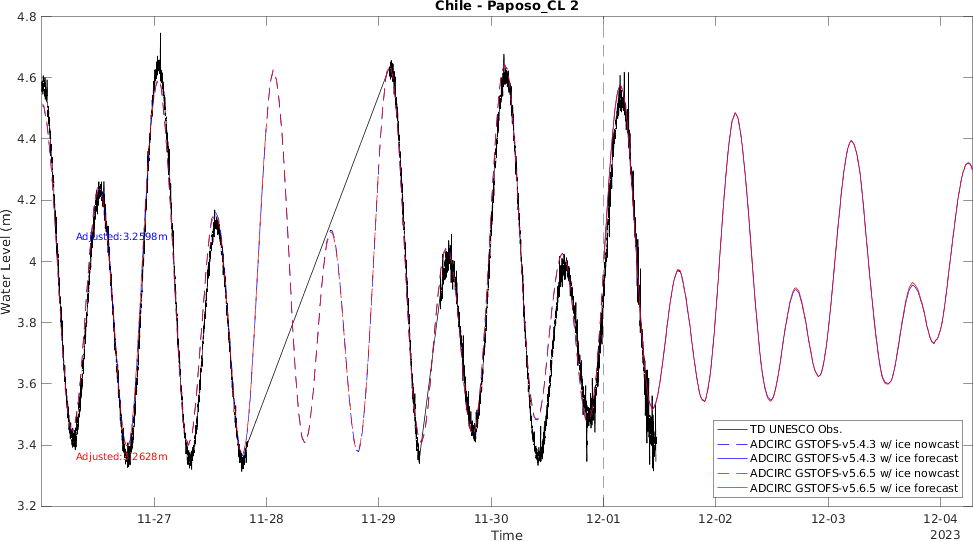 Chile - Paposo_CL 2
Water Level (m)
4.8
4.6
4.4
4.2
4
3.8
3.6
3.4
3.2
Adjusted:3.2598m
Adjusted:3.2628m
11-27
11-28
11-29
11-30
12-01
12-02
12-03
12-04
Time
2023
TD UNESCO Obs.
ADCIRC GSTOFS-v5.4.3 w/ ice nowcast
ADCIRC GSTOFS-v5.4.3 w/ ice forecast
ADCIRC GSTOFS-v5.6.5 w/ ice nowcast
ADCIRC GSTOFS-v5.6.5 w/ ice forecast